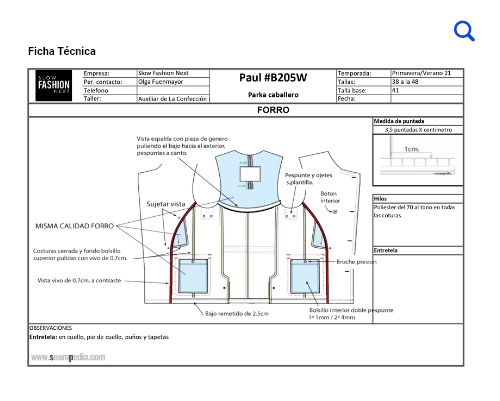 Ficha Técnica
SLOW
FASHION
NEXT
Empresa: Slow Fashion Next
Per. contacto: Olga Fuenmayor
Telefono
Taller: Auxiliar de La Confección
Paul #B205W
Parka caballero
Temporada: Primavera/Verano 21
Tallas: 38 a la 48
Talla base: 41
Fecha:
FORRO
Medida de puntada
3,5 puntadas X centimetro
1cm.
Hilos
Poliester del 70 al tono en todas
las coturas
Entretela
Vista espalda con pieza de genero
puliendo el bajo hacia el exterior,
pespuntes a canto.
Pespunte y ojetes
s.plantilla.
Boton
interior
Sujetar vista
MISMA CALIDAD FORRO
Costuras cerrada y fondo bolsillo
superior pulidas con vivo de 0.7cm.
Vista vivo de 0.7cm. a contraste
Broche presion
Bajo remetido de 2.5cm
Bolsillo interior doble pespunte
1º 1mm / 2º 4mm
OBSERVACIONES
Entretela: en cuello, pie de cuello, puños y tapetas
www.seampedia.com